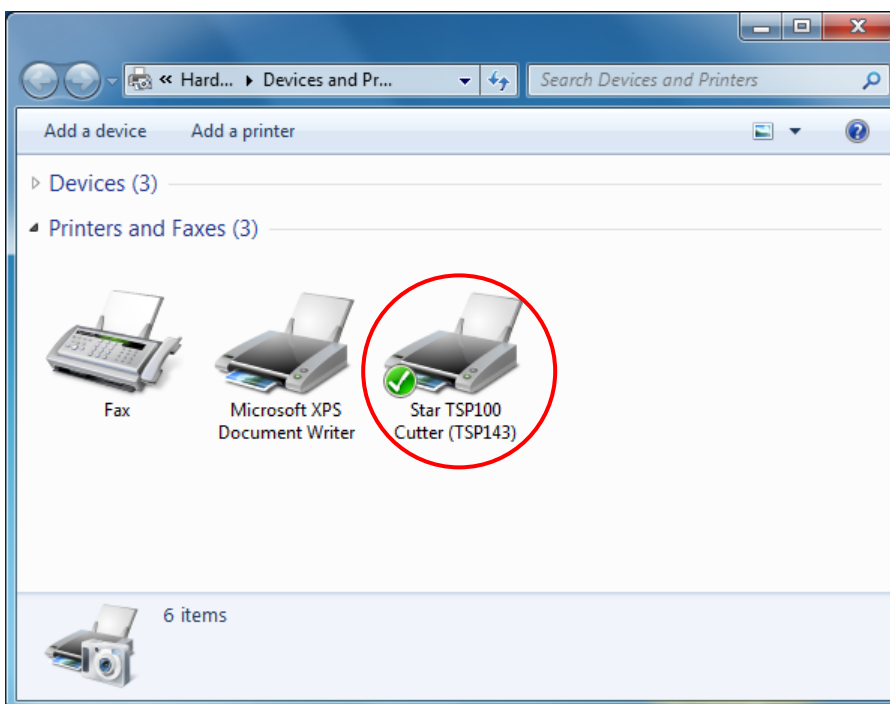 « Hard... ▸ Devices and Pr...
Search Devices and Printers
Add a device Add a printer
Devices (3)
Printers and Faxes (3)
Fax
Microsoft XPS
Document Writer
Star TSP100
Cutter (TSP143)
6 items